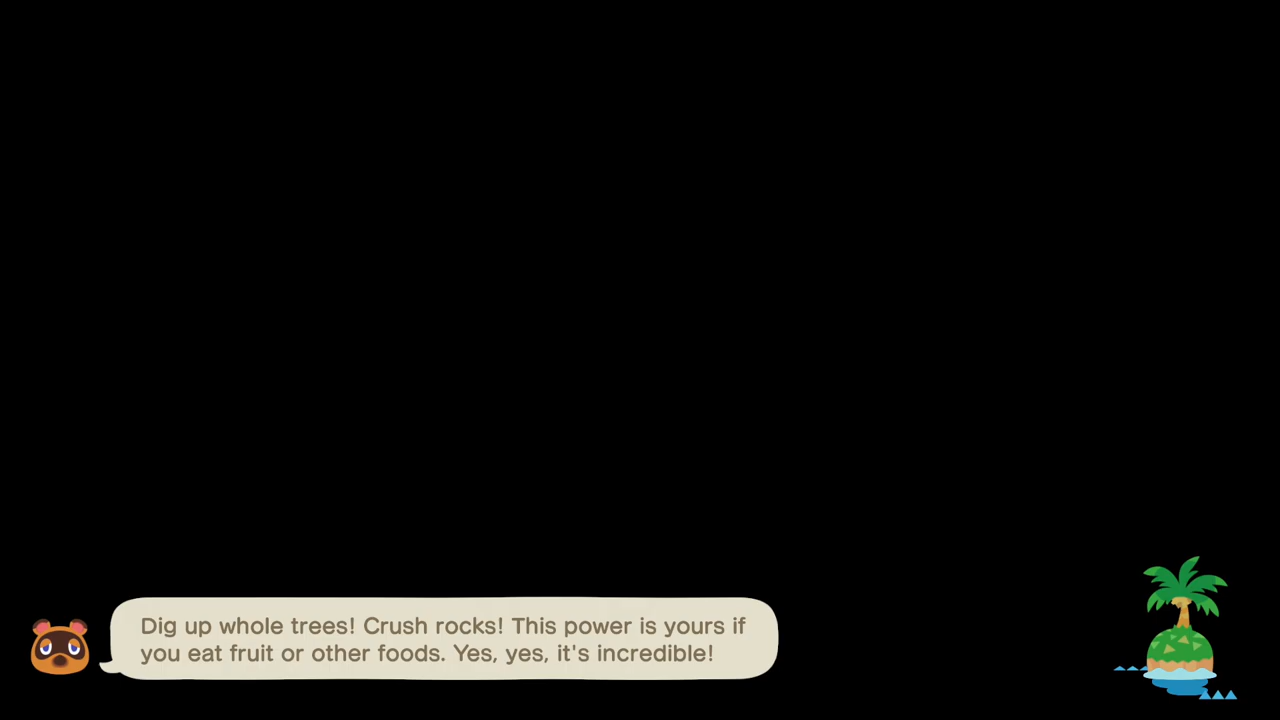 Dig up whole trees! Crush rocks! This power is yours if
you eat fruit or other foods. Yes, yes, it's incredible!